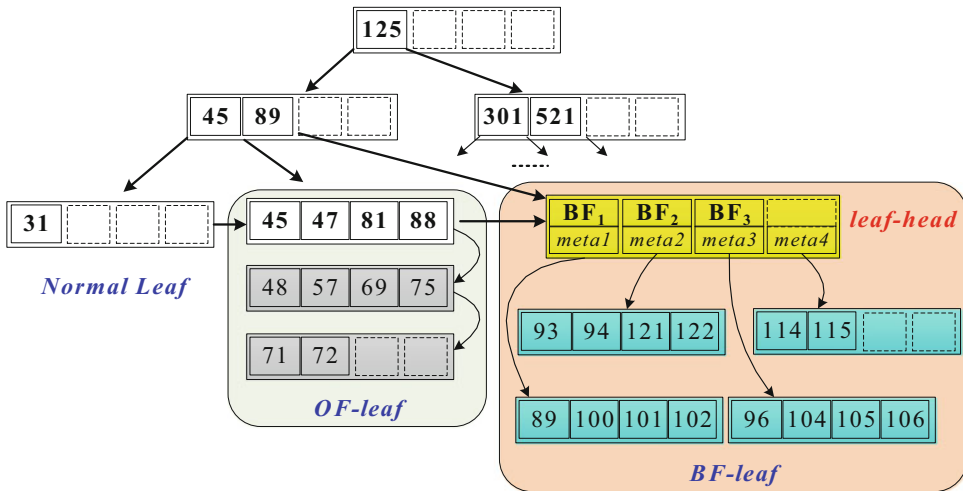 125
45 89
301 521
......
31
45 47 81 88
BF1 BF2 BF3
meta1 meta2 meta3 meta4
leaf-head
Normal Leaf
48 57 69 75
93 94 121 122
114 115
71 72
OF-leaf
89 100 101 102
96 104 105 106
BF-leaf